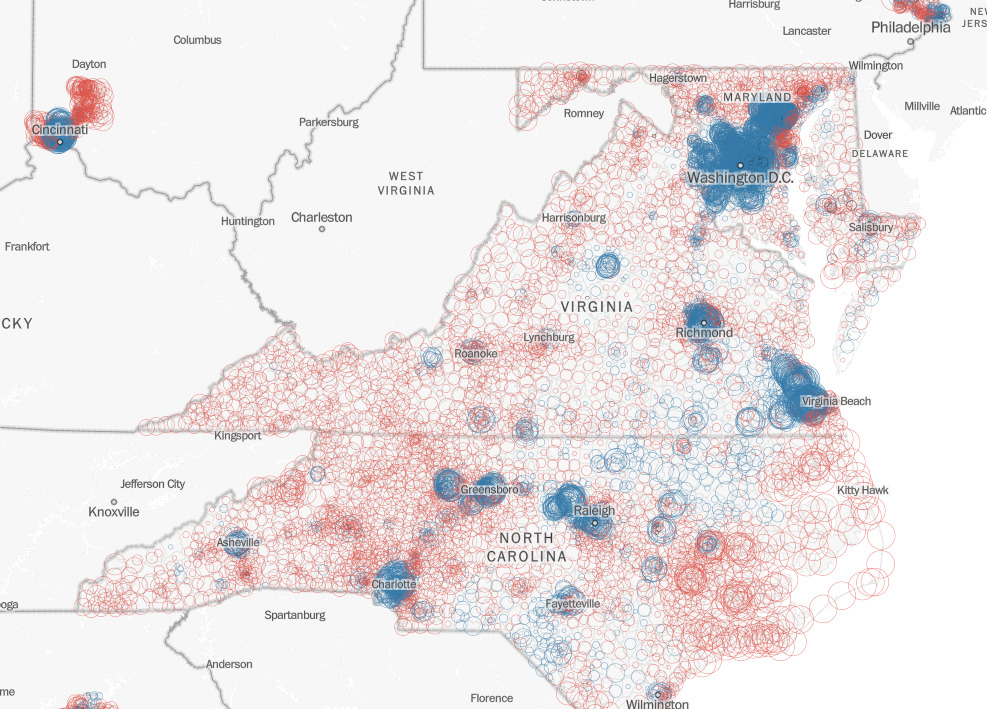 Harrisburg
NEW
JERS
Philadelphia
Lancaster
Columbus
Dayton
Wilmington
Hagerstown
MARYLAND
Millville
Atlantic
Romney
Parkersburg
Cincinnati
Dover
DELAWARE
WEST
VIRGINIA
Washington D.C.
Huntington
Charleston
Harrisonburg
Salisbury
Frankfort
VIRGINIA
CKY
Richmond
Lynchburg
Roanoke
Virginia Beach
Kingsport
Jefferson City
Greensboro
Kitty Hawk
Knoxville
Raleigh
NORTH
CAROLINA
Asheville
Charlotte
ooga
Fayetteville
Spartanburg
Anderson
me
Florence
Wilmington